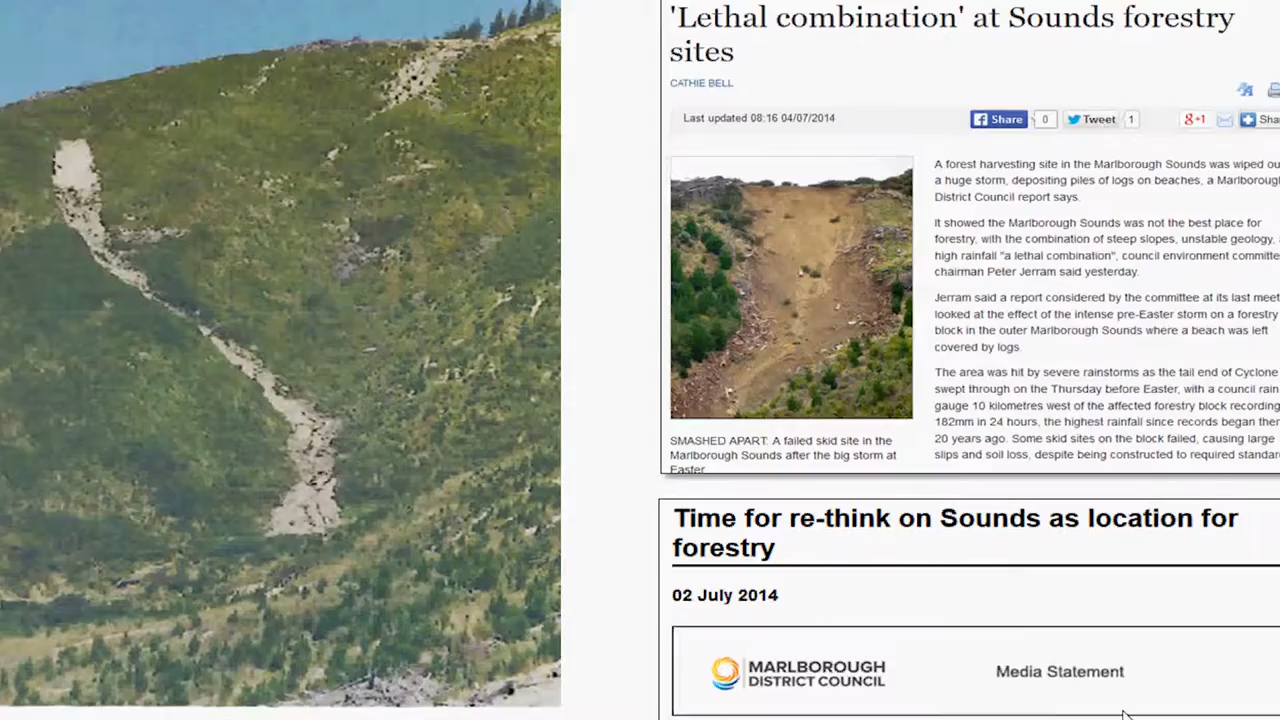 'Lethal combination' at Sounds forestry
sites
CATHIE BELL
Last updated 08:16 04/07/2014
Share 0 Tweet 1 +1
A forest harvesting site in the Marlborough Sounds was wiped
a huge storm, depositing piles of logs on beaches, a Marlborough
District Council report says.
It showed the Marlborough Sounds was not the best place for
forestry, with the combination of steep slopes, unstable geology,
high rainfall "a lethal combination", council environment
chairman Peter Jerram said yesterday.
Jerram said a report considered by the committee at its last
looked at the effect of the intense pre-Easter storm on a forestry
block in the outer Marlborough Sounds where a beach was left
covered by logs.
The area was hit by severe rainstorms as the tail end of Cyclone
swept through on the Thursday before Easter, with a council rain
gauge 10 kilometres west of the affected forestry block recording
182mm in 24 hours, the highest rainfall since records began
20 years ago. Some skid sites on the block failed, causing large
slips and soil loss, despite being constructed to required
SMASHED APART: A failed skid site in the
Marlborough Sounds after the big storm at
Easter
Time for re-think on Sounds as location for
forestry
02 July 2014
MARLBOROUGH
DISTRICT COUNCIL
Media Statement